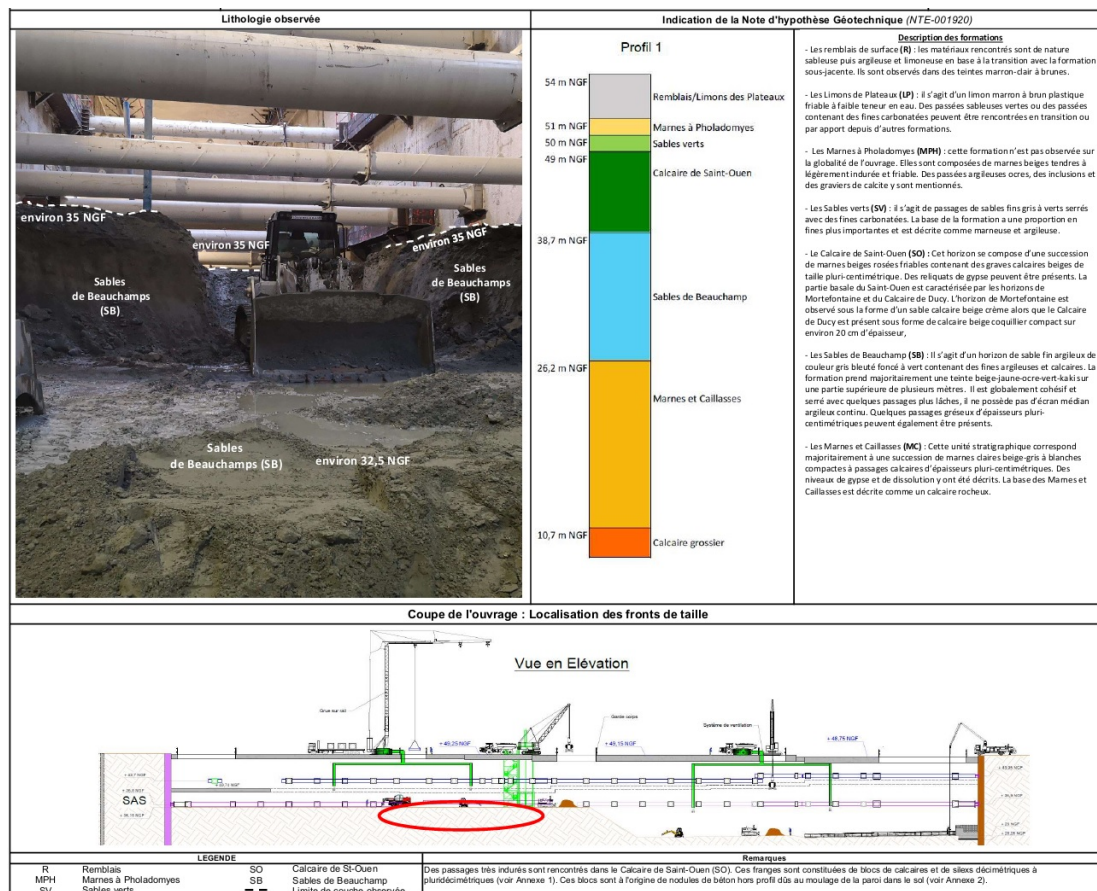 Lithologie observée
environ 35 NGF
environ 35 NGF
environ 35 NGF
Sables
de Beauchamps
(SB)
Sables
de Beauchamps
(SB)
Sables
de Beauchamps (SB)
environ 32,5 NGF
Indication de la Note d'hypothèse Géotechnique (NTE-001920)
Profil 1
54 m NGF
Remblais/Limons des Plateaux
51 m NGF
Marnes à Pholadomyes
50 m NGF
Sables verts
49 m NGF
Calcaire de Saint-Ouen
38,7 m NGF
Sables de Beauchamp
26,2 m NGF
Marnes et Caillasses
10,7 m NGF
Calcaire grossier
Description des formations
- Les remblais de surface (R) : les matériaux rencontrés sont de nature
sableuse puis argileuse et limoneuse en base à la transition avec la formation
sous-jacente. Ils sont observés dans des teintes marron-clair à brunes.
- Les Limons de Plateaux (LP) : il s'agit d'un limon marron à brun plastique
friable à faible teneur en eau. Des passées sableuses vertes ou des passées
contenant des fines carbonatées peuvent être rencontrées en transition ou
par apport depuis d'autres formations.
- Les Marnes à Pholadomyes (MPH) : cette formation n'est pas observée sur
la globalité de l'ouvrage. Elles sont composées de marnes beiges tendres à
légèrement indurée et friable. Des passées argileuses ocres, des inclusions et
des graviers de calcite y sont mentionnés.
- Les Sables verts (SV) : il s'agit de passages de sables fins gris à verts serrés
avec des fines carbonatées. La base de la formation a une proportion en
fines plus importantes et est décrite comme marneuse et argileuse.
- Le Calcaire de Saint-Ouen (SO) : Cet horizon se compose d'une succession
de marnes beiges rosées friables contenant des graves calcaires beiges de
taille pluri-centimétrique. Des reliquats de gypse peuvent être présents. La
partie basale du Saint-Ouen est caractérisée par les horizons de
Mortefontaine et du Calcaire de Ducy. L'horizon de Mortefontaine est
observé sous la forme d'un sable calcaire beige crème alors que le Calcaire
de Ducy est présent sous forme de calcaire beige coquillier compact sur
environ 20 cm d'épaisseur,
- Les Sables de Beauchamp (SB) : Il s'agit d'un horizon de sable fin argileux de
couleur gris bleuté foncé à vert contenant des fines argileuses et calcaires. La
formation prend majoritairement une teinte beige-jaune-ocre-vert-kaki sur
une partie supérieure de plusieurs mètres. Il est globalement cohésif et
serré avec quelques passages plus lâches, il ne possède pas d'écran médian
argileux continu. Quelques passages gréseux d'épaisseurs pluri-
centimétriques peuvent également être présents.
- Les Marnes et Caillasses (MC) : Cette unité stratigraphique correspond
majoritairement à une succession de marnes claires beige-gris à blanches
compactes à passages calcaires d'épaisseurs pluri-centimétriques. Des
niveaux de gypse et de dissolution y ont été décrits. La base des Marnes et
Caillasses est décrite comme un calcaire rocheux.
Coupe de l'ouvrage : Localisation des fronts de taille
Vue en Elévation
Grue sur rail
Garde corps
Système de ventilation
+ 49,25 NGF
+ 49,15 NGF
+ 48,75 NGF
SAS
LEGENDE
R Remblais SO Calcaire de St-Ouen
MPH Marnes à Pholadomyes SB Sables de Beauchamp
SV Sables verts Limite de couche observée
Remarques
Des passages très indurés sont rencontrés dans le Calcaire de Saint-Ouen (SO). Ces franges sont constituées de blocs de calcaires et de silexs décimétriques à
pluridécimétriques (voir Annexe 1). Ces blocs sont à l'origine de nodules de béton hors profil dûs au moulage de la paroi dans le sol (voir Annexe 2).